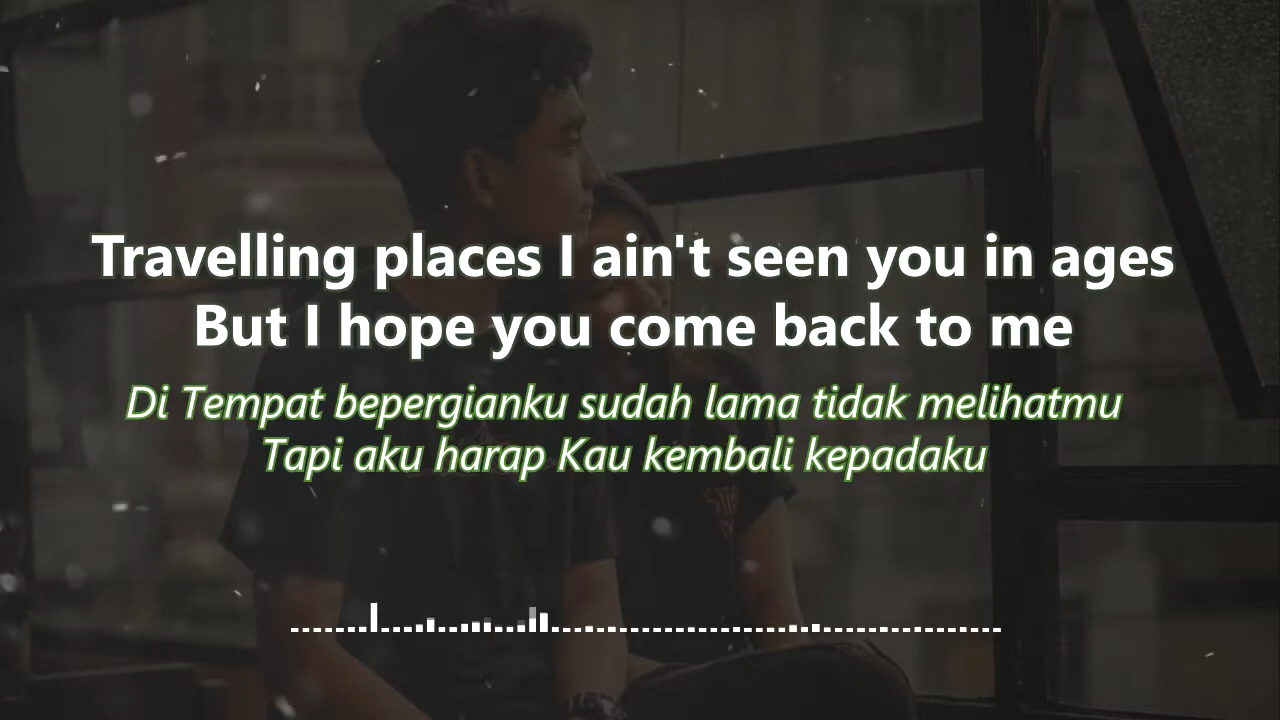 Travelling places I ain't seen you in ages
But I hope you come back to me
Di Tempat bepergianku sudah lama tidak melihatmu
Tapi aku harap Kau kembali kepadaku